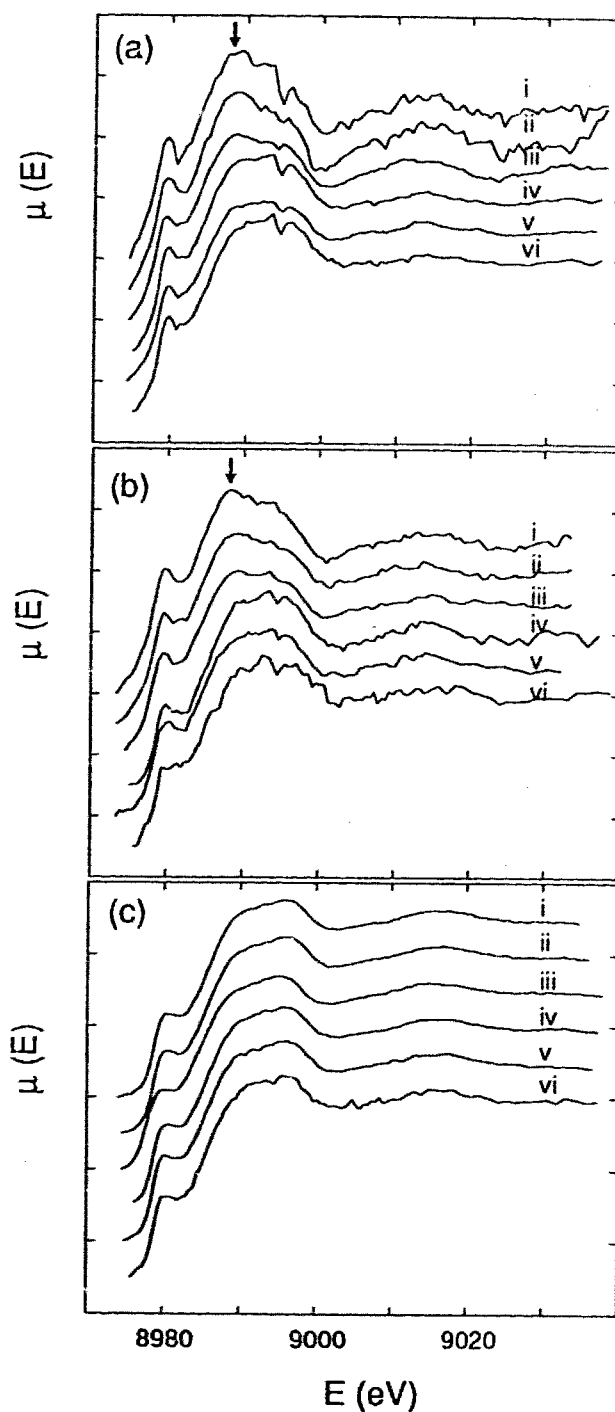 (a)
i
ii
iii
iv
v
vi
μ (E)
(b)
i
ii
iii
iv
v
vi
μ (E)
(c)
i
ii
iii
iv
v
vi
μ (E)
8980
9000
9020
E (eV)